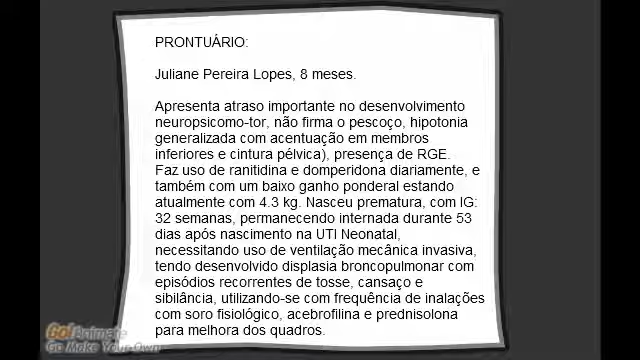 PRONTUÁRIO:
Juliane Pereira Lopes, 8 meses.
Apresenta atraso importante no desenvolvimento
neuropsicomo-tor, não firma o pescoço, hipotonia
generalizada com acentuação em membros
inferiores e cintura pélvica), presença de RGE.
Faz uso de ranitidina e domperidona diariamente, e
também com um baixo ganho ponderal estando
atualmente com 4.3 kg. Nasceu prematura, com IG:
32 semanas, permanecendo internada durante 53
dias após nascimento na UTI Neonatal,
necessitando uso de ventilação mecânica invasiva,
tendo desenvolvido displasia broncopulmonar com
episódios recorrentes de tosse, cansaço e
sibilância, utilizando-se com frequência de inalações
com soro fisiológico, acebrofilina e prednisolona
para melhora dos quadros.
Go!Animate
Go Make Your Own